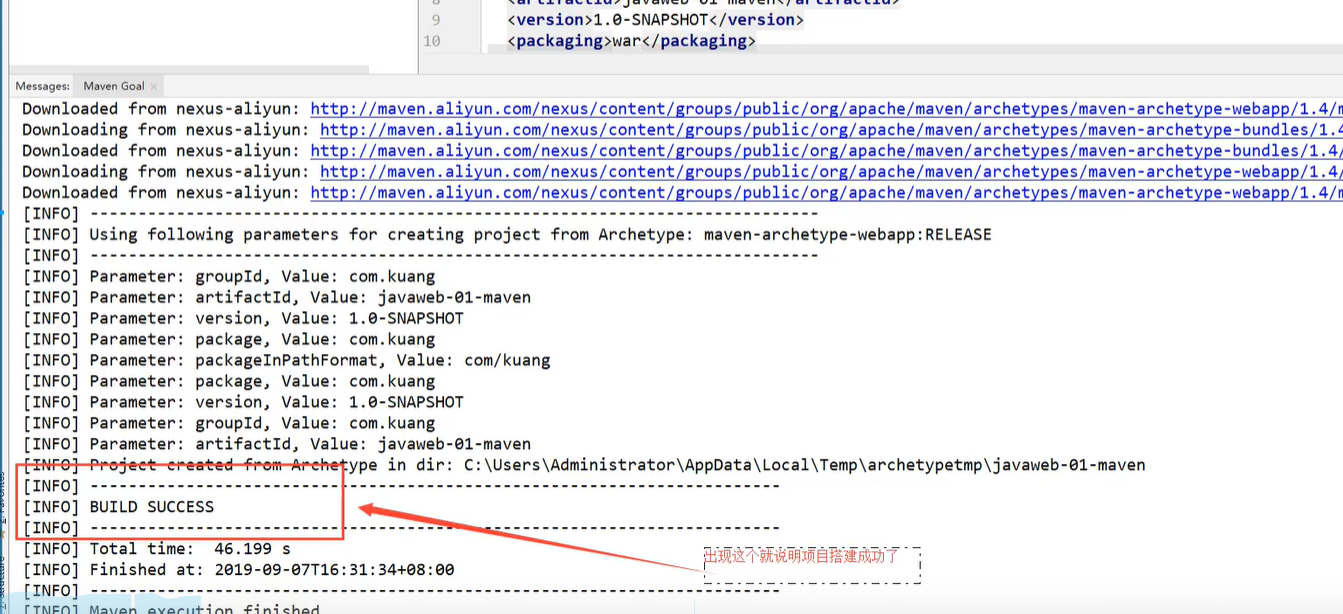 8 <artifactId>javaweb-01-maven</artifactId>
9 <version>1.0-SNAPSHOT</version>
10 <packaging>war</packaging>
Messages: Maven Goal ×
Downloaded from nexus-aliyun: http://maven.aliyun.com/nexus/content/groups/public/org/apache/maven/archetypes/maven-archetype-webapp/1.4/m
Downloading from nexus-aliyun: http://maven.aliyun.com/nexus/content/groups/public/org/apache/maven/archetypes/maven-archetype-bundles/1.4
Downloaded from nexus-aliyun: http://maven.aliyun.com/nexus/content/groups/public/org/apache/maven/archetypes/maven-archetype-bundles/1.4/
Downloading from nexus-aliyun: http://maven.aliyun.com/nexus/content/groups/public/org/apache/maven/archetypes/maven-archetype-webapp/1.4/
Downloaded from nexus-aliyun: http://maven.aliyun.com/nexus/content/groups/public/org/apache/maven/archetypes/maven-archetype-webapp/1.4/m
[INFO] ----------------------------------------------------------------------------
[INFO] Using following parameters for creating project from Archetype: maven-archetype-webapp:RELEASE
[INFO] ----------------------------------------------------------------------------
[INFO] Parameter: groupId, Value: com.kuang
[INFO] Parameter: artifactId, Value: javaweb-01-maven
[INFO] Parameter: version, Value: 1.0-SNAPSHOT
[INFO] Parameter: package, Value: com.kuang
[INFO] Parameter: packageInPathFormat, Value: com/kuang
[INFO] Parameter: package, Value: com.kuang
[INFO] Parameter: version, Value: 1.0-SNAPSHOT
[INFO] Parameter: groupId, Value: com.kuang
[INFO] Parameter: artifactId, Value: javaweb-01-maven
[INFO] Project created from Archetype in dir: C:\Users\Administrator\AppData\Local\Temp\archetypetmp\javaweb-01-maven
[INFO] ------------------------------------------------------------------------
[INFO] BUILD SUCCESS
[INFO] ------------------------------------------------------------------------
[INFO] Total time:  46.199 s
出现这个就说明项目搭建成功了
[INFO] Finished at: 2019-09-07T16:31:34+08:00
[INFO] ------------------------------------------------------------------------
[INFO] Maven execution finished